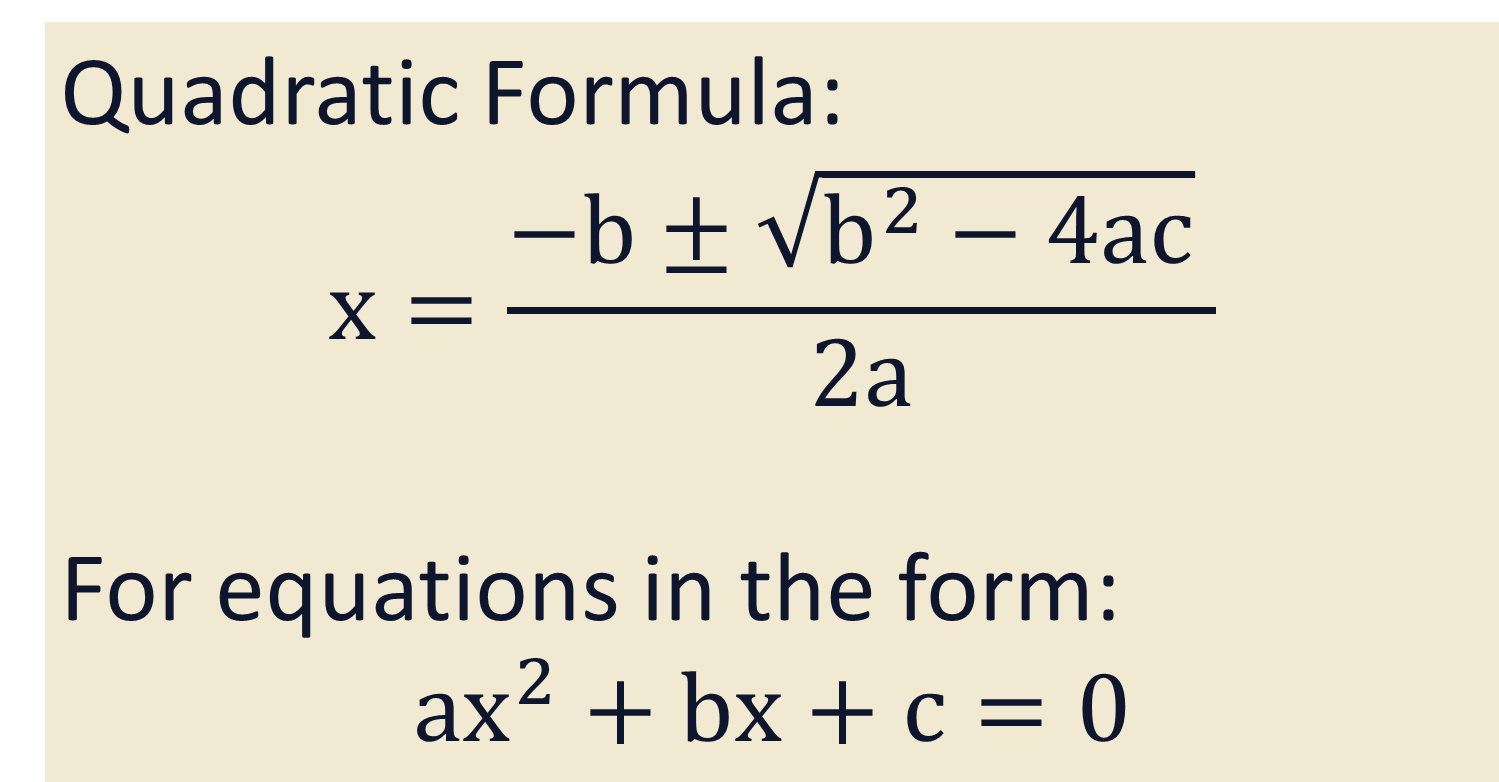 Quadratic Formula:
x = (−b ± √(b² − 4ac)) / 2a
For equations in the form:
ax² + bx + c = 0